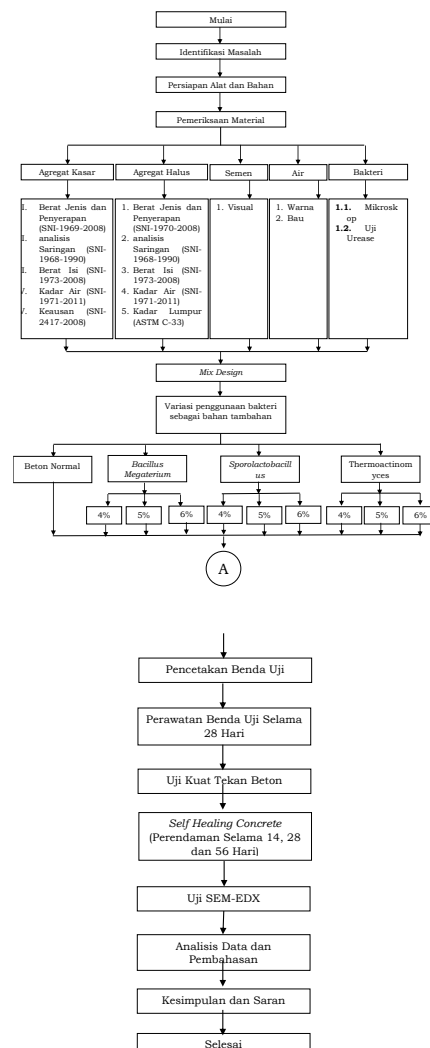 Mulai
Identifikasi Masalah
Persiapan Alat dan Bahan
Pemeriksaan Material
Agregat Kasar
Agregat Halus
Semen
Air
Bakteri
I. Berat Jenis dan
Penyerapan
(SNI-1969-2008)
I. analisis
Saringan (SNI-
1968-1990)
I. Berat Isi (SNI-
1973-2008)
V. Kadar Air (SNI-
1971-2011)
V. Keausan (SNI-
2417-2008)
1. Berat Jenis dan
Penyerapan
(SNI-1970-2008)
2. analisis
Saringan (SNI-
1968-1990)
3. Berat Isi (SNI-
1973-2008)
4. Kadar Air (SNI-
1971-2011)
5. Kadar Lumpur
(ASTM C-33)
1. Visual
1. Warna
2. Bau
1.1. Mikrosk
op
1.2. Uji
Urease
Mix Design
Variasi penggunaan bakteri
sebagai bahan tambahan
Beton Normal
Bacillus
Megaterium
Sporolactobacill
us
Thermoactinom
yces
4% 5% 6% 4% 5% 6% 4% 5% 6%
A
Pencetakan Benda Uji
Perawatan Benda Uji Selama
28 Hari
Uji Kuat Tekan Beton
Self Healing Concrete
(Perendaman Selama 14, 28
dan 56 Hari)
Uji SEM-EDX
Analisis Data dan
Pembahasan
Kesimpulan dan Saran
Selesai